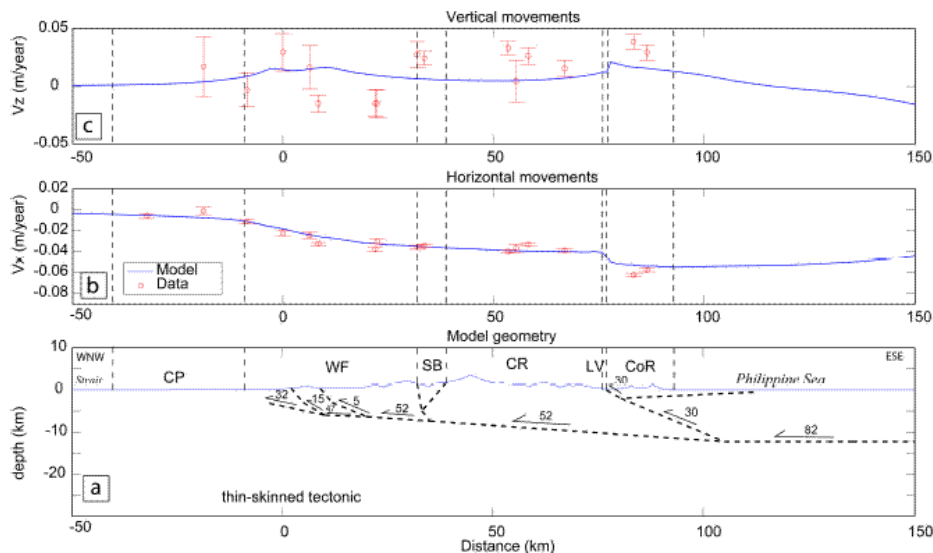 Vertical movements
0.05
0
-0.05
Vz (m/year)
c
-50 0 50 100 150
Horizontal movements
0.02
0
-0.02
-0.04
-0.06
-0.09
Vx (m/year)
Model
Data
b
-50 0 50 100 150
Model geometry
10
0
-10
-20
-30
depth (km)
WNW ESE
Strait CP WF SB CR LV CoR Philippine Sea
30
52 15 5 52 52 30 82
a
thin-skinned tectonic
-50 0 50 100 150
Distance (km)